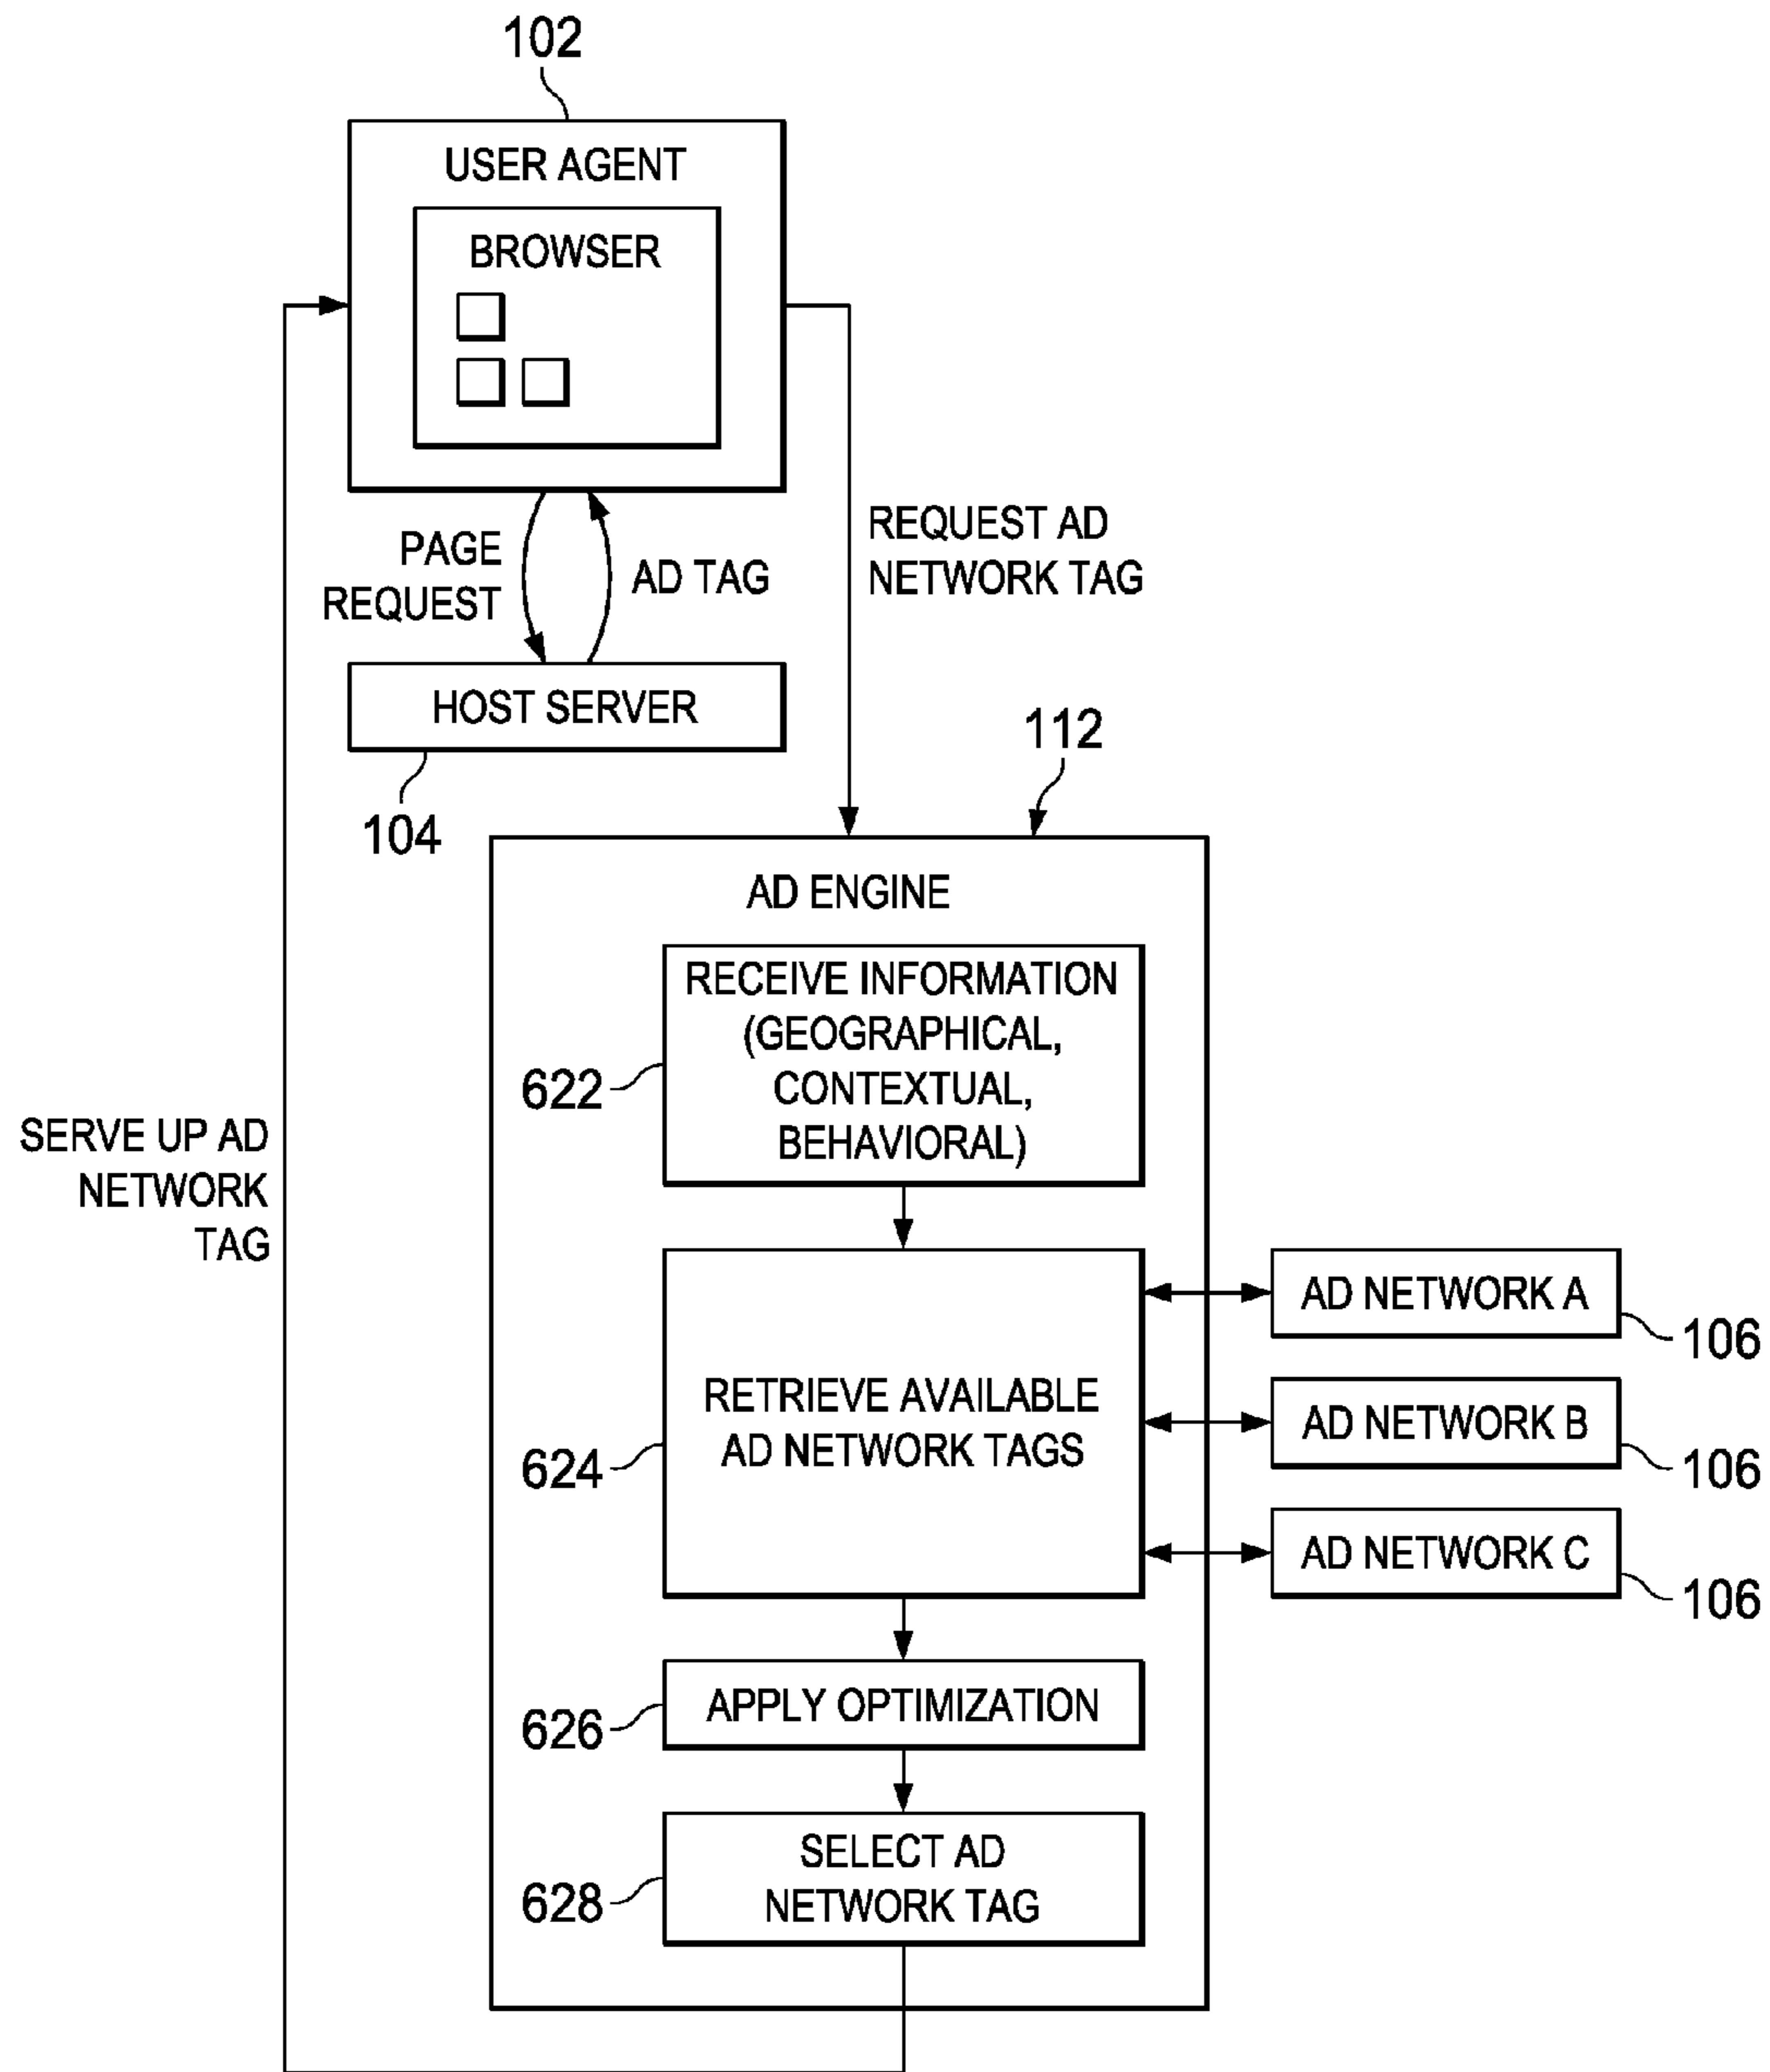 102
USER AGENT
BROWSER
PAGE
REQUEST
AD TAG
REQUEST AD
NETWORK TAG
HOST SERVER
104
112
AD ENGINE
RECEIVE INFORMATION
(GEOGRAPHICAL,
CONTEXTUAL,
BEHAVIORAL)
622
SERVE UP AD
NETWORK
TAG
RETRIEVE AVAILABLE
AD NETWORK TAGS
624
AD NETWORK A
106
AD NETWORK B
106
AD NETWORK C
106
APPLY OPTIMIZATION
626
SELECT AD
NETWORK TAG
628